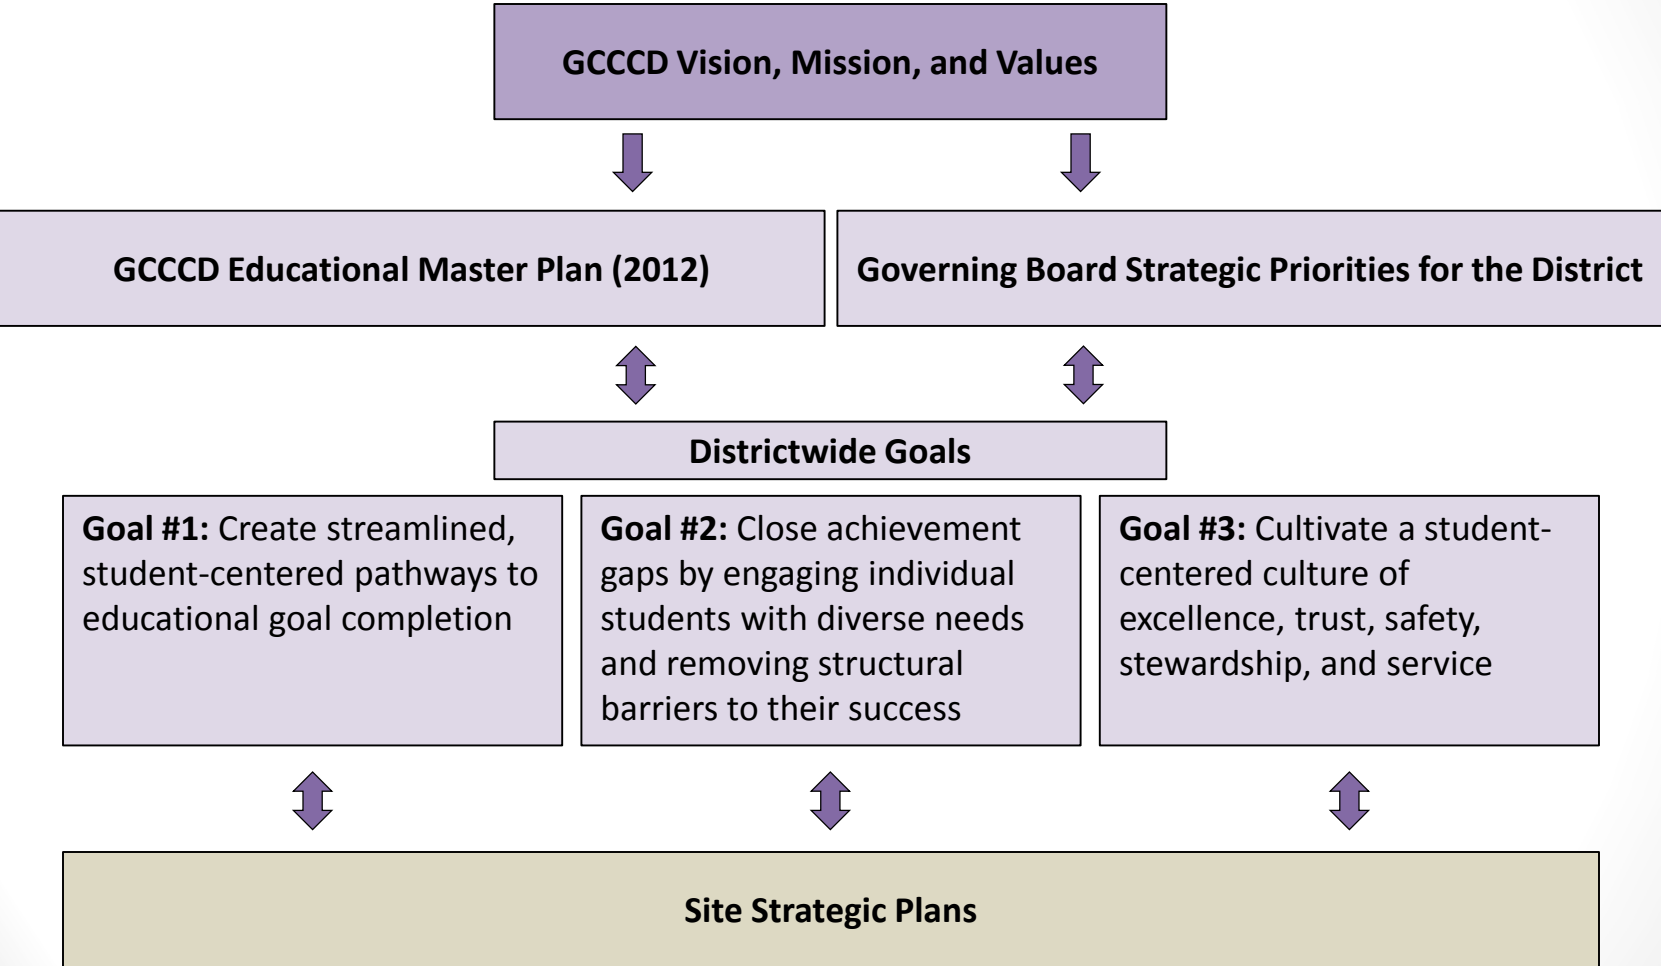 GCCCD Vision, Mission, and Values
GCCCD Educational Master Plan (2012)
Governing Board Strategic Priorities for the District
Districtwide Goals
Goal #1: Create streamlined,
student-centered pathways to
educational goal completion
Goal #2: Close achievement
gaps by engaging individual
students with diverse needs
and removing structural
barriers to their success
Goal #3: Cultivate a student-
centered culture of
excellence, trust, safety,
stewardship, and service
Site Strategic Plans